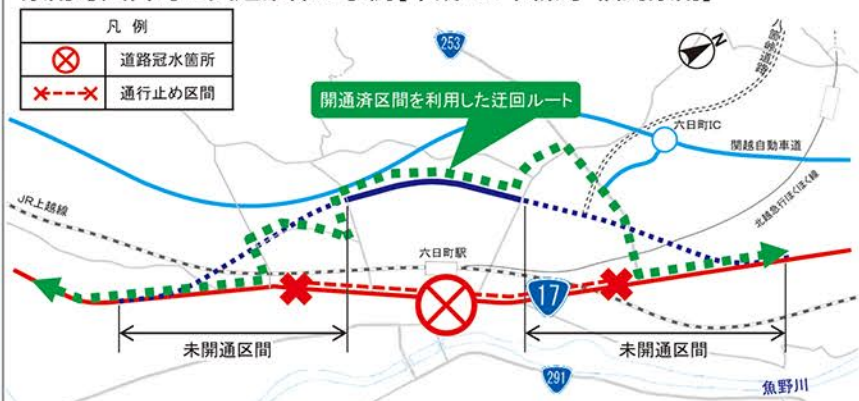 凡 例
道路冠水箇所
通行止め区間
253
N
八箇峠道路
開通済区間を利用した迂回ルート
六日町IC
関越自動車道
JR上越線
北越急行ほくほく線
六日町駅
17
未開通区間
未開通区間
291
魚野川